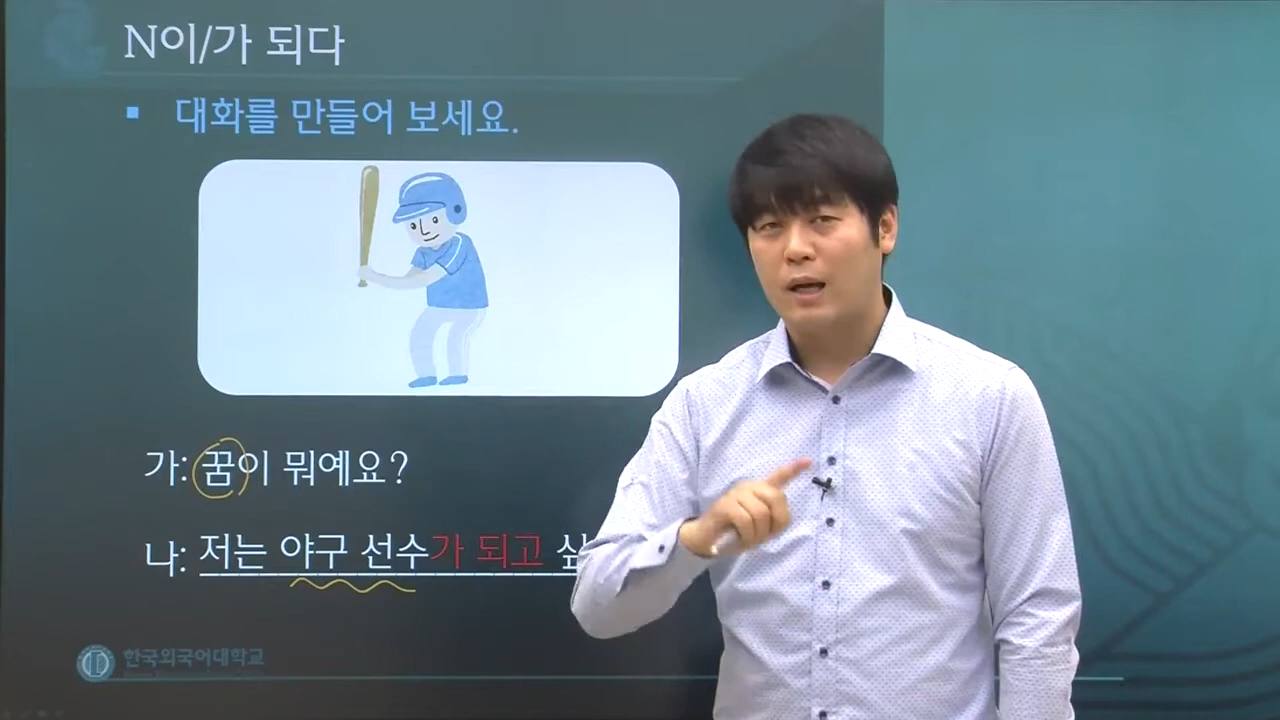 N이/가 되다
▪ 대화를 만들어 보세요.
가: 꿈이 뭐예요?
나: 저는 야구 선수가 되고 싶
한국외국어대학교